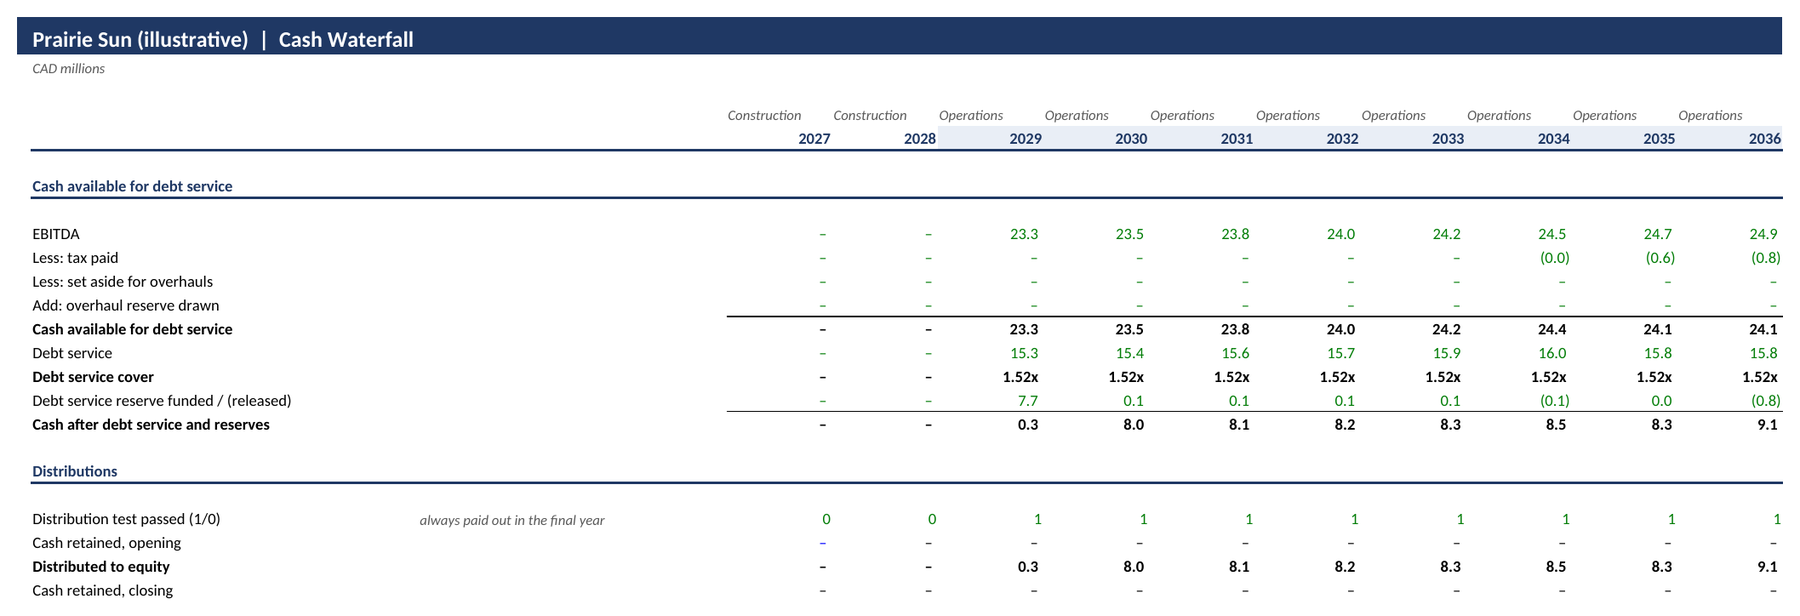 Prairie Sun (illustrative) | Cash Waterfall
CAD millions
Construction Construction Operations Operations Operations Operations Operations Operations Operations Operations
2027 2028 2029 2030 2031 2032 2033 2034 2035 2036
Cash available for debt service
EBITDA – – 23.3 23.5 23.8 24.0 24.2 24.5 24.7 24.9
Less: tax paid – – – – – – – (0.0) (0.6) (0.8)
Less: set aside for overhauls – – – – – – – – – –
Add: overhaul reserve drawn – – – – – – – – – –
Cash available for debt service – – 23.3 23.5 23.8 24.0 24.2 24.4 24.1 24.1
Debt service – – 15.3 15.4 15.6 15.7 15.9 16.0 15.8 15.8
Debt service cover – – 1.52x 1.52x 1.52x 1.52x 1.52x 1.52x 1.52x 1.52x
Debt service reserve funded / (released) – – 7.7 0.1 0.1 0.1 0.1 (0.1) 0.0 (0.8)
Cash after debt service and reserves – – 0.3 8.0 8.1 8.2 8.3 8.5 8.3 9.1
Distributions
Distribution test passed (1/0) always paid out in the final year 0 0 1 1 1 1 1 1 1 1
Cash retained, opening – – – – – – – – – –
Distributed to equity – – 0.3 8.0 8.1 8.2 8.3 8.5 8.3 9.1
Cash retained, closing – – – – – – – – – –